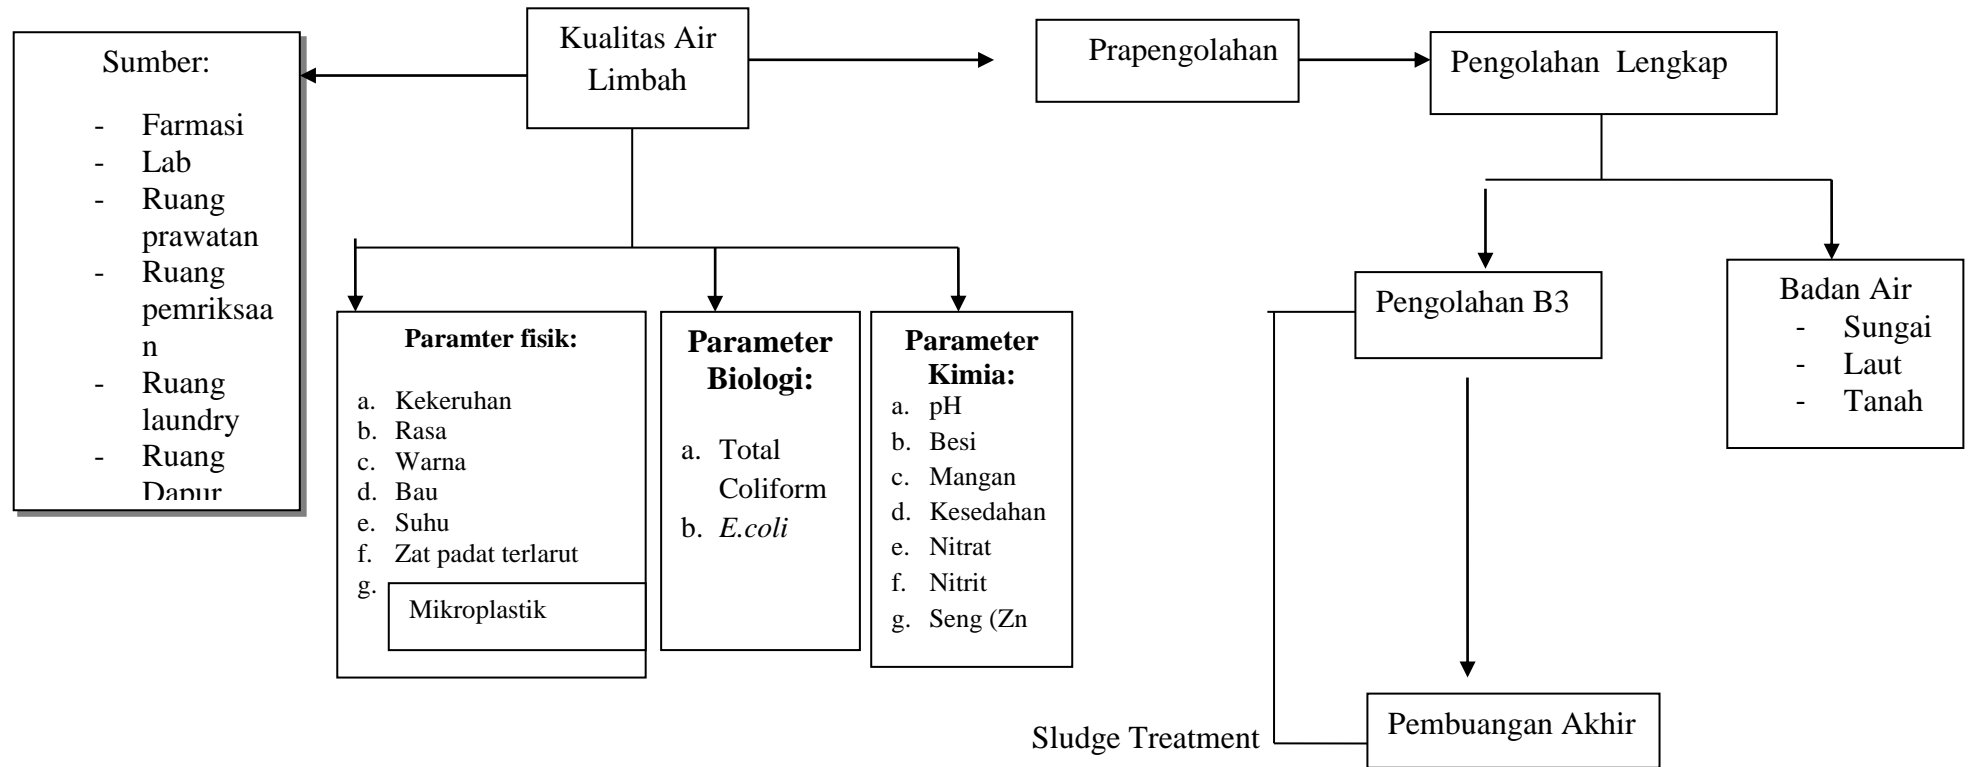 Sumber:
- Farmasi
- Lab
- Ruang
prawatan
- Ruang
pemriksaa
n
- Ruang
laundry
- Ruang
Dapur
Kualitas Air
Limbah
Prapengolahan
Pengolahan Lengkap
Paramter fisik:
a. Kekeruhan
b. Rasa
c. Warna
d. Bau
e. Suhu
f. Zat padat terlarut
g.
Mikroplastik
Parameter
Biologi:
a. Total
Coliform
b. E.coli
Parameter
Kimia:
a. pH
b. Besi
c. Mangan
d. Kesedahan
e. Nitrat
f. Nitrit
g. Seng (Zn
Pengolahan B3
Badan Air
- Sungai
- Laut
- Tanah
Sludge Treatment
Pembuangan Akhir